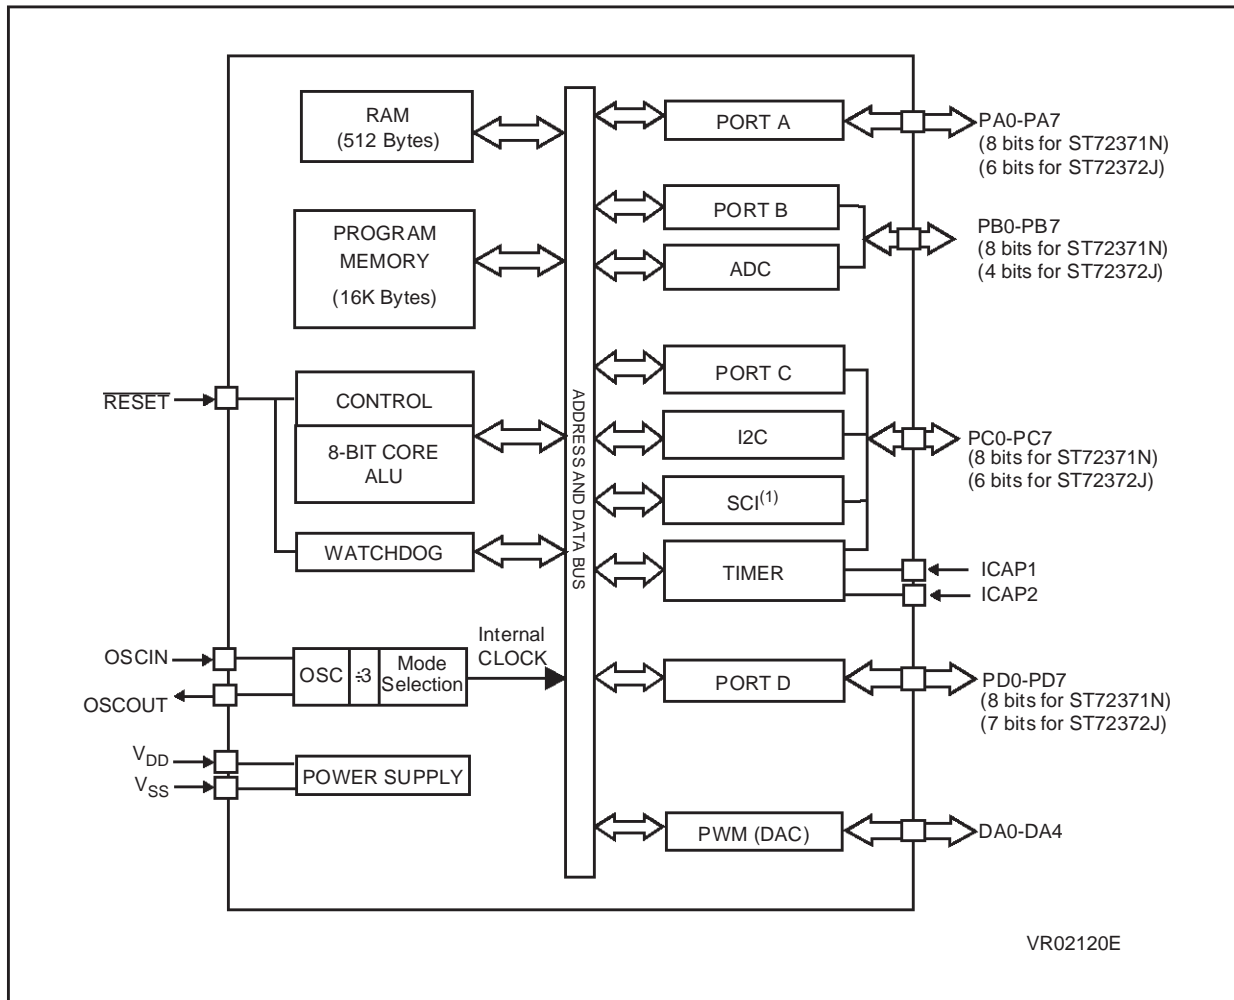 RAM
(512 Bytes)
PROGRAM
MEMORY
(16K Bytes)
RESET
CONTROL
8-BIT CORE
ALU
WATCHDOG
OSCIN
OSCOUT
OSC
÷3
Mode
Selection
Internal
CLOCK
VDD
VSS
POWER SUPPLY
ADDRESS AND DATA BUS
PORT A
PA0-PA7
(8 bits for ST72371N)
(6 bits for ST72372J)
PORT B
ADC
PB0-PB7
(8 bits for ST72371N)
(4 bits for ST72372J)
PORT C
I2C
SCI(1)
TIMER
PC0-PC7
(8 bits for ST72371N)
(6 bits for ST72372J)
ICAP1
ICAP2
PORT D
PD0-PD7
(8 bits for ST72371N)
(7 bits for ST72372J)
PWM (DAC)
DA0-DA4
VR02120E